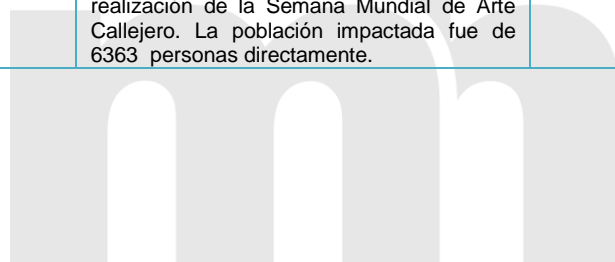 realización de la Semana Mundial de Arte
Callejero. La población impactada fue de
6363 personas directamente.